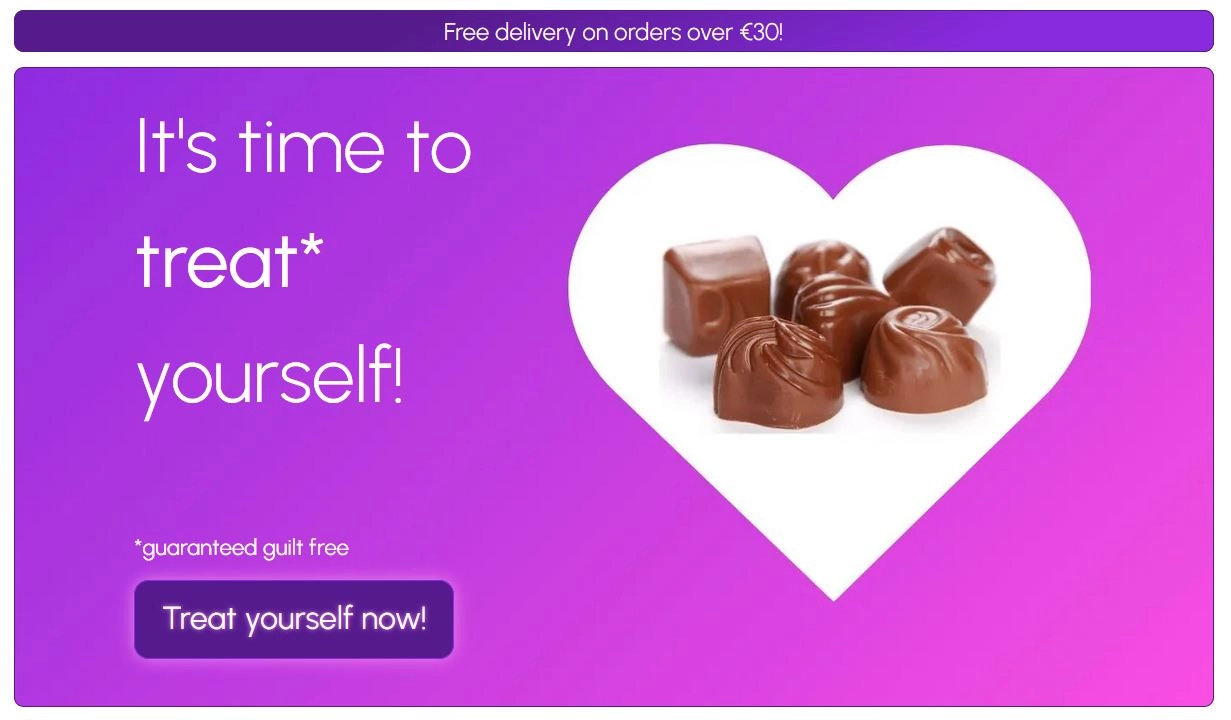 Free delivery on orders over €30!
It's time to
treat*
yourself!
*guaranteed guilt free
Treat yourself now!